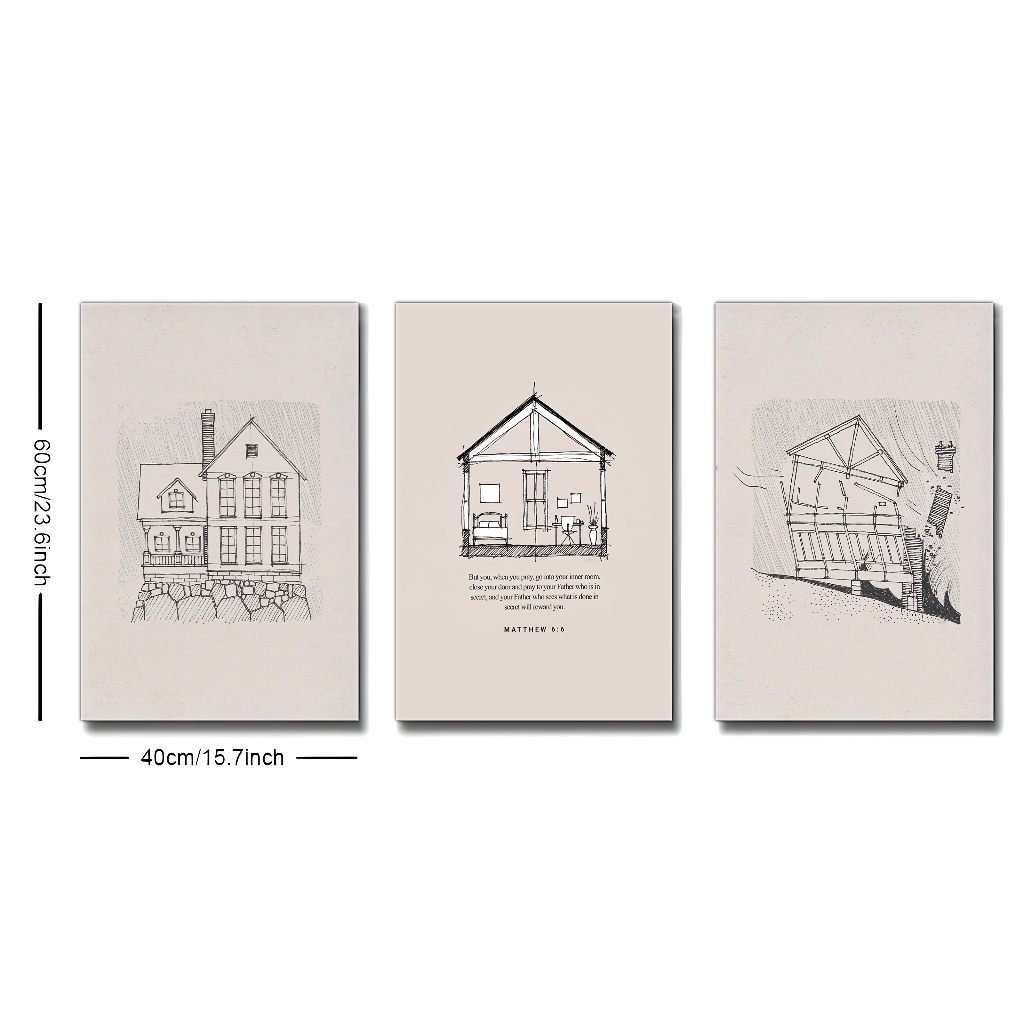 60cm/23.6inch
But you, when you pray, go into your inner room,
close your door and pray to your Father who is in
secret, and your Father who sees what is done in
secret will reward you.
MATTHEW 6:6
40cm/15.7inch